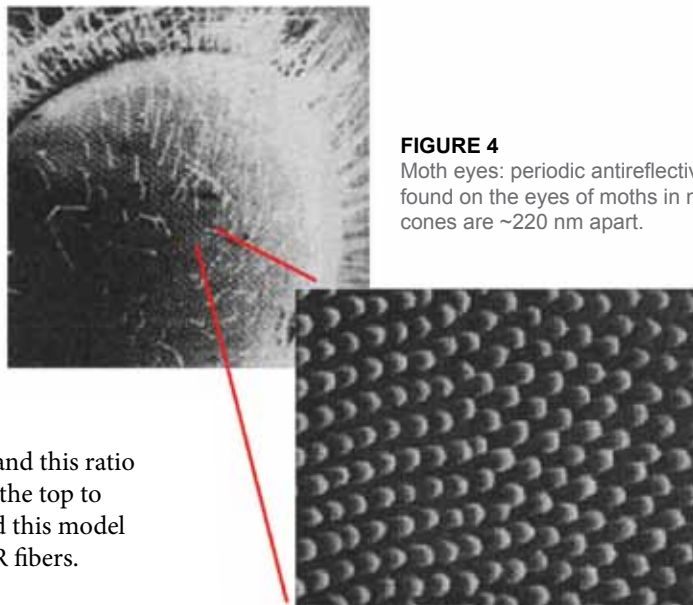 FIGURE 4
Moth eyes: periodic antireflectiv
found on the eyes of moths in n
cones are ~220 nm apart.
and this ratio
the top to
d this model
R fibers.